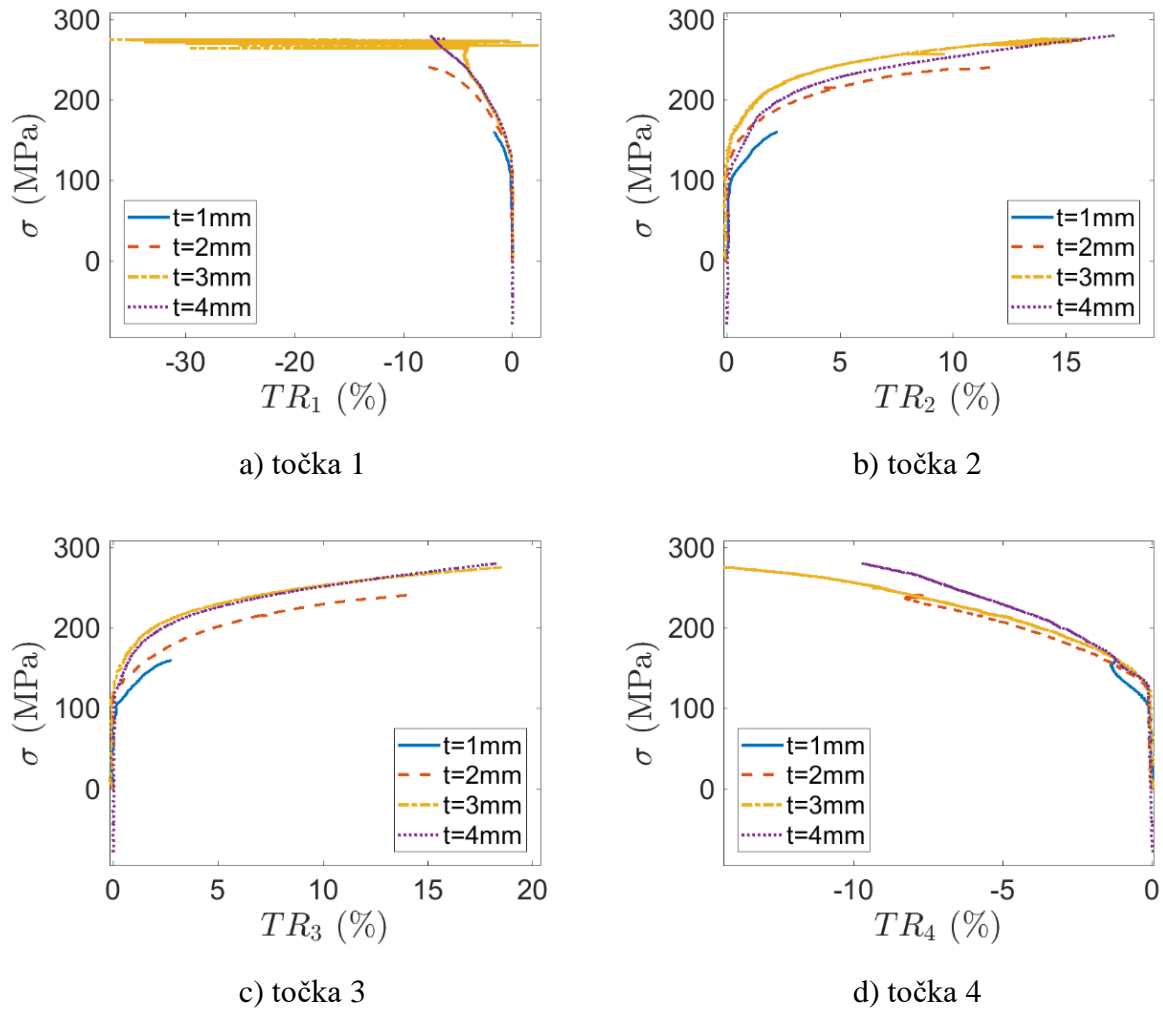 300
200
100
0
σ (MPa)
t=1mm
t=2mm
t=3mm
t=4mm
-30 -20 -10 0
TR₁ (%)
a) točka 1
300
200
100
0
σ (MPa)
t=1mm
t=2mm
t=3mm
t=4mm
0 5 10 15
TR₂ (%)
b) točka 2
300
200
100
0
σ (MPa)
t=1mm
t=2mm
t=3mm
t=4mm
0 5 10 15 20
TR₃ (%)
c) točka 3
300
200
100
0
σ (MPa)
t=1mm
t=2mm
t=3mm
t=4mm
-10 -5 0
TR₄ (%)
d) točka 4